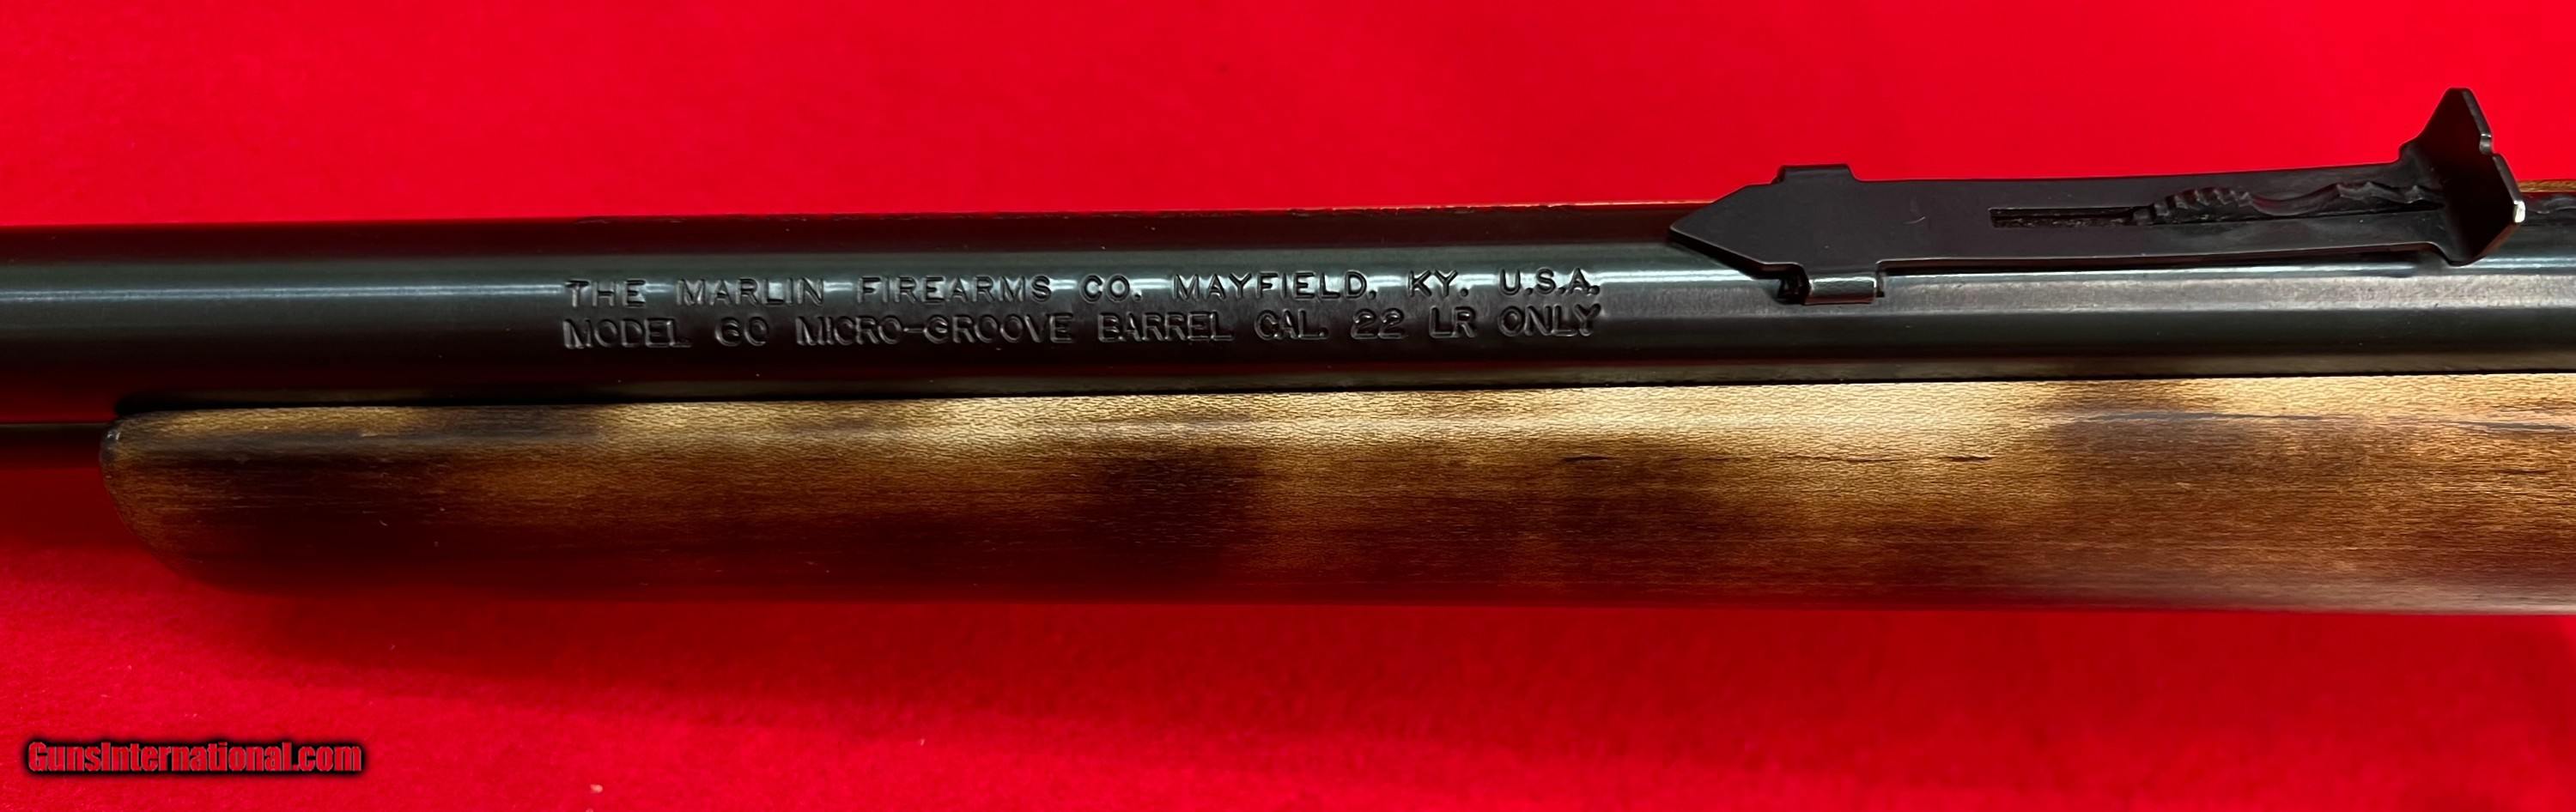 THE MARLIN FIREARMS CO. MAYFIELD, KY. U.S.A.
MODEL 60 MICRO-GROOVE BARREL CAL. 22 LR ONLY
GunsInternational.com